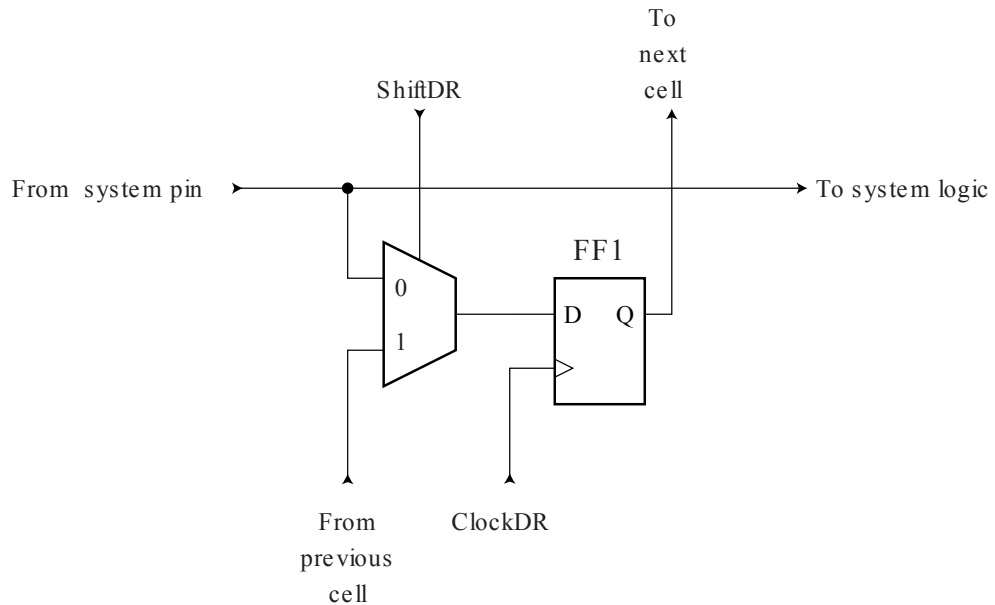 To
next
cell
ShiftDR
From system pin
To system logic
FF1
0
D Q
1
From
previous
cell
ClockDR